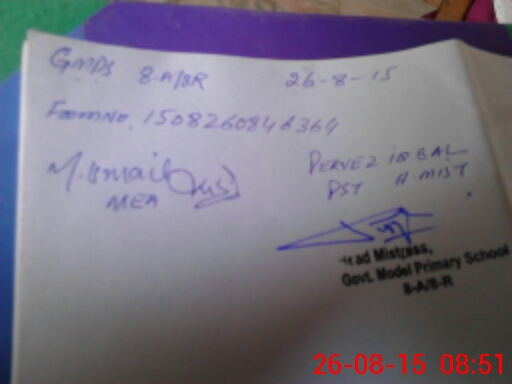 GMPS 8-A/8R 26-8-15
Form No. 1508260846364
M. Ismail
MEA
PERVEZ IQBAL
PST H. MIST
Head Mistress,
Govt. Model Primary School
8-A/8-R
26-08-15 08:51